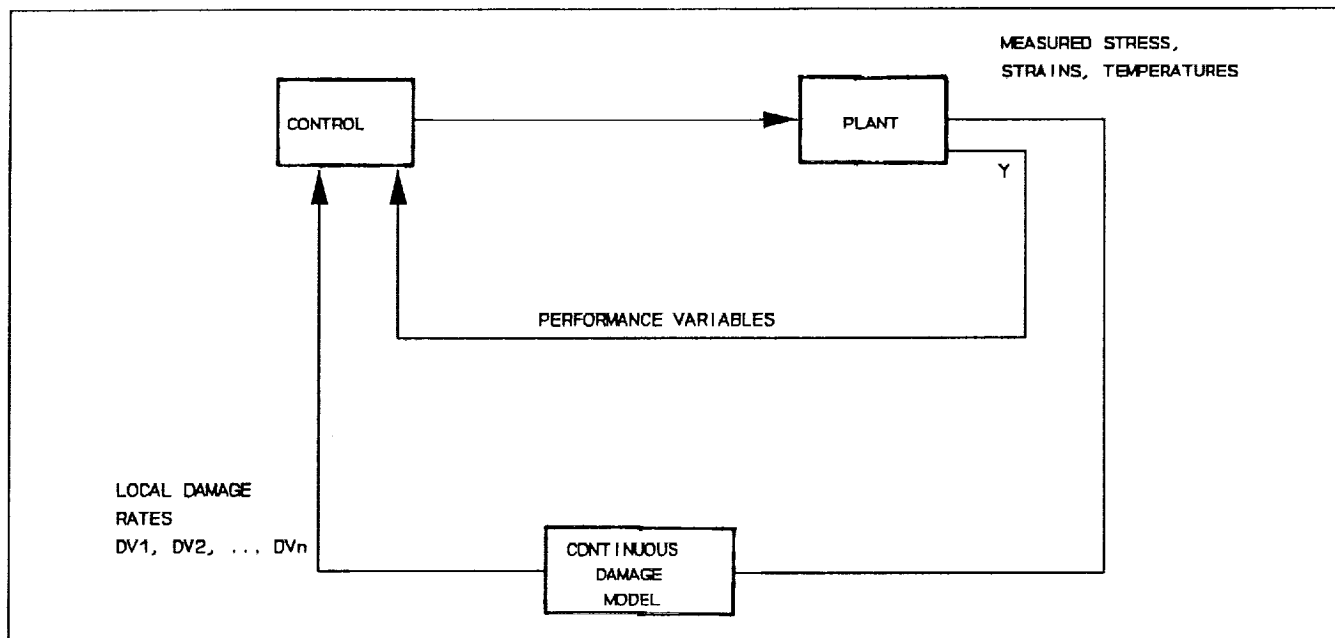 MEASURED STRESS,
STRAINS, TEMPERATURES
CONTROL
PLANT
Y
PERFORMANCE VARIABLES
LOCAL DAMAGE
RATES
DV1, DV2, ... DVn
CONTINUOUS
DAMAGE
MODEL